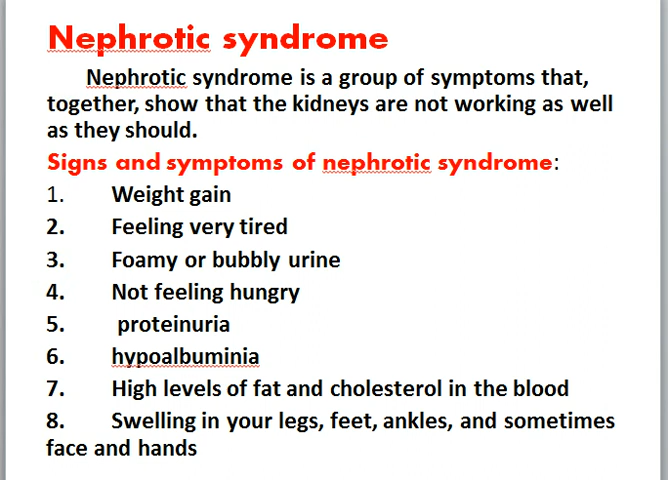 Nephrotic syndrome
Nephrotic syndrome is a group of symptoms that,
together, show that the kidneys are not working as well
as they should.
Signs and symptoms of nephrotic syndrome:
1. Weight gain
2. Feeling very tired
3. Foamy or bubbly urine
4. Not feeling hungry
5. proteinuria
6. hypoalbuminia
7. High levels of fat and cholesterol in the blood
8. Swelling in your legs, feet, ankles, and sometimes
face and hands